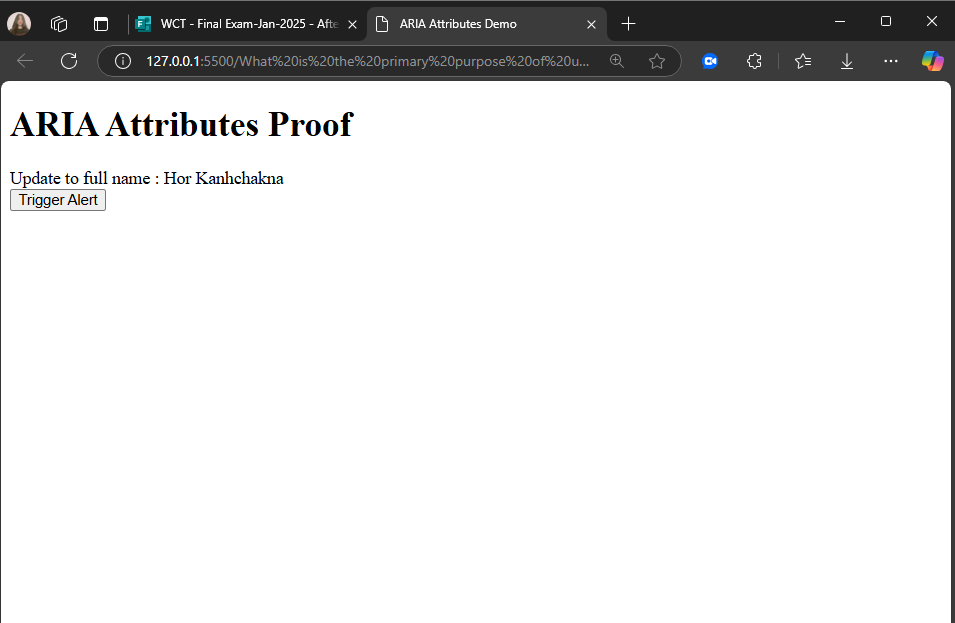 WCT - Final Exam-Jan-2025 - Afte
ARIA Attributes Demo
127.0.0.1:5500/What%20is%20the%20primary%20purpose%20of%20u...
ARIA Attributes Proof
Update to full name : Hor Kanhchakna
Trigger Alert